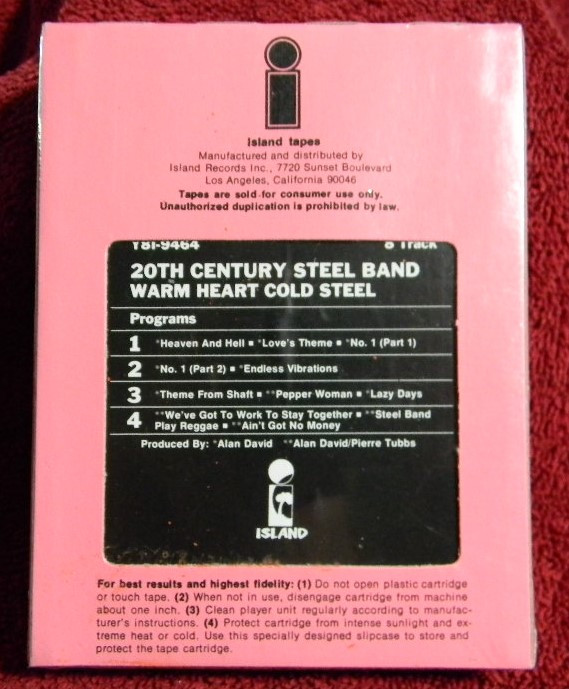 Island tapes
Manufactured and distributed by
Island Records Inc., 7720 Sunset Boulevard
Los Angeles, California 90046
Tapes are sold for consumer use only.
Unauthorized duplication is prohibited by law.
Y81-9464 8 Track
20TH CENTURY STEEL BAND
WARM HEART COLD STEEL
Programs
1 *Heaven And Hell ■ *Love's Theme ■ *No. 1 (Part 1)
2 *No. 1 (Part 2) ■ *Endless Vibrations
3 *Theme From Shaft ■ **Pepper Woman ■ *Lazy Days
4 **We've Got To Work To Stay Together ■ **Steel Band
Play Reggae ■ **Ain't Got No Money
Produced By: *Alan David **Alan David/Pierre Tubbs
ISLAND
For best results and highest fidelity: (1) Do not open plastic cartridge
or touch tape. (2) When not in use, disengage cartridge from machine
about one inch. (3) Clean player unit regularly according to manufac-
turer's instructions. (4) Protect cartridge from intense sunlight and ex-
treme heat or cold. Use this specially designed slipcase to store and
protect the tape cartridge.